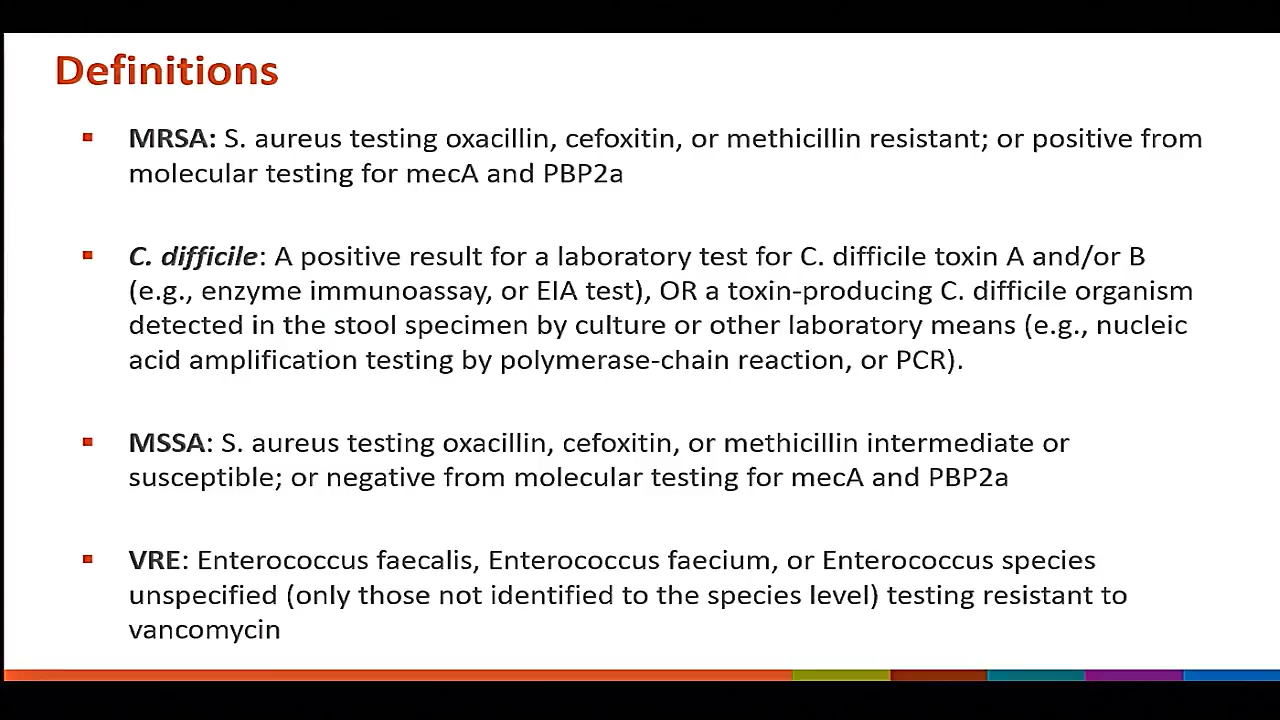 Definitions
MRSA: S. aureus testing oxacillin, cefoxitin, or methicillin resistant; or positive from
molecular testing for mecA and PBP2a
C. difficile: A positive result for a laboratory test for C. difficile toxin A and/or B
(e.g., enzyme immunoassay, or EIA test), OR a toxin-producing C. difficile organism
detected in the stool specimen by culture or other laboratory means (e.g., nucleic
acid amplification testing by polymerase-chain reaction, or PCR).
MSSA: S. aureus testing oxacillin, cefoxitin, or methicillin intermediate or
susceptible; or negative from molecular testing for mecA and PBP2a
VRE: Enterococcus faecalis, Enterococcus faecium, or Enterococcus species
unspecified (only those not identified to the species level) testing resistant to
vancomycin